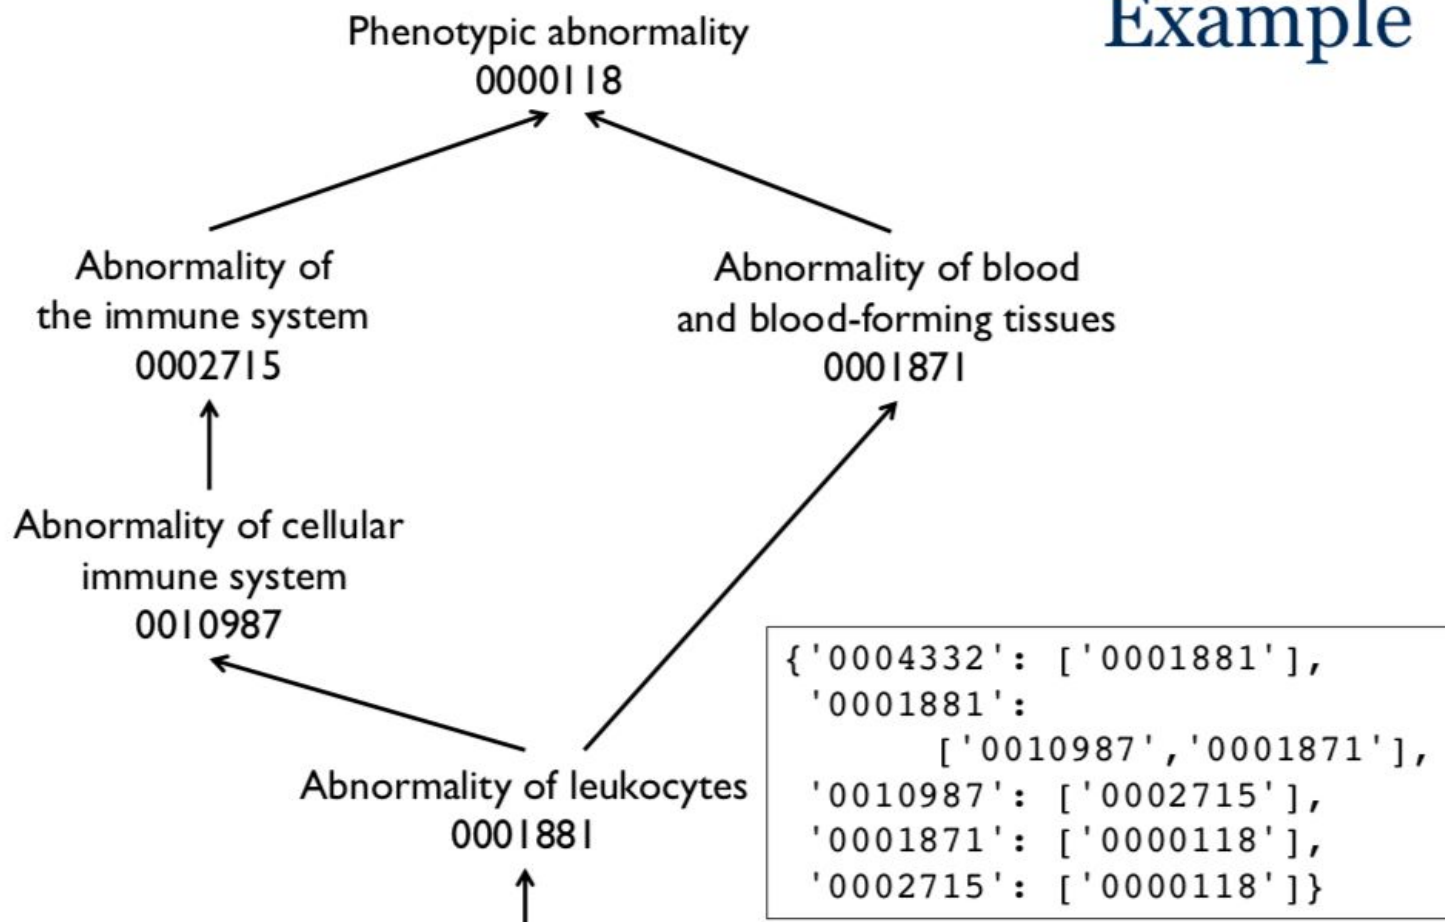 Example
Phenotypic abnormality
0000118
Abnormality of
the immune system
0002715
Abnormality of blood
and blood-forming tissues
0001871
Abnormality of cellular
immune system
0010987
Abnormality of leukocytes
0001881
{'0004332': ['0001881'],
'0001881':
['0010987','0001871'],
'0010987': ['0002715'],
'0001871': ['0000118'],
'0002715': ['0000118']}